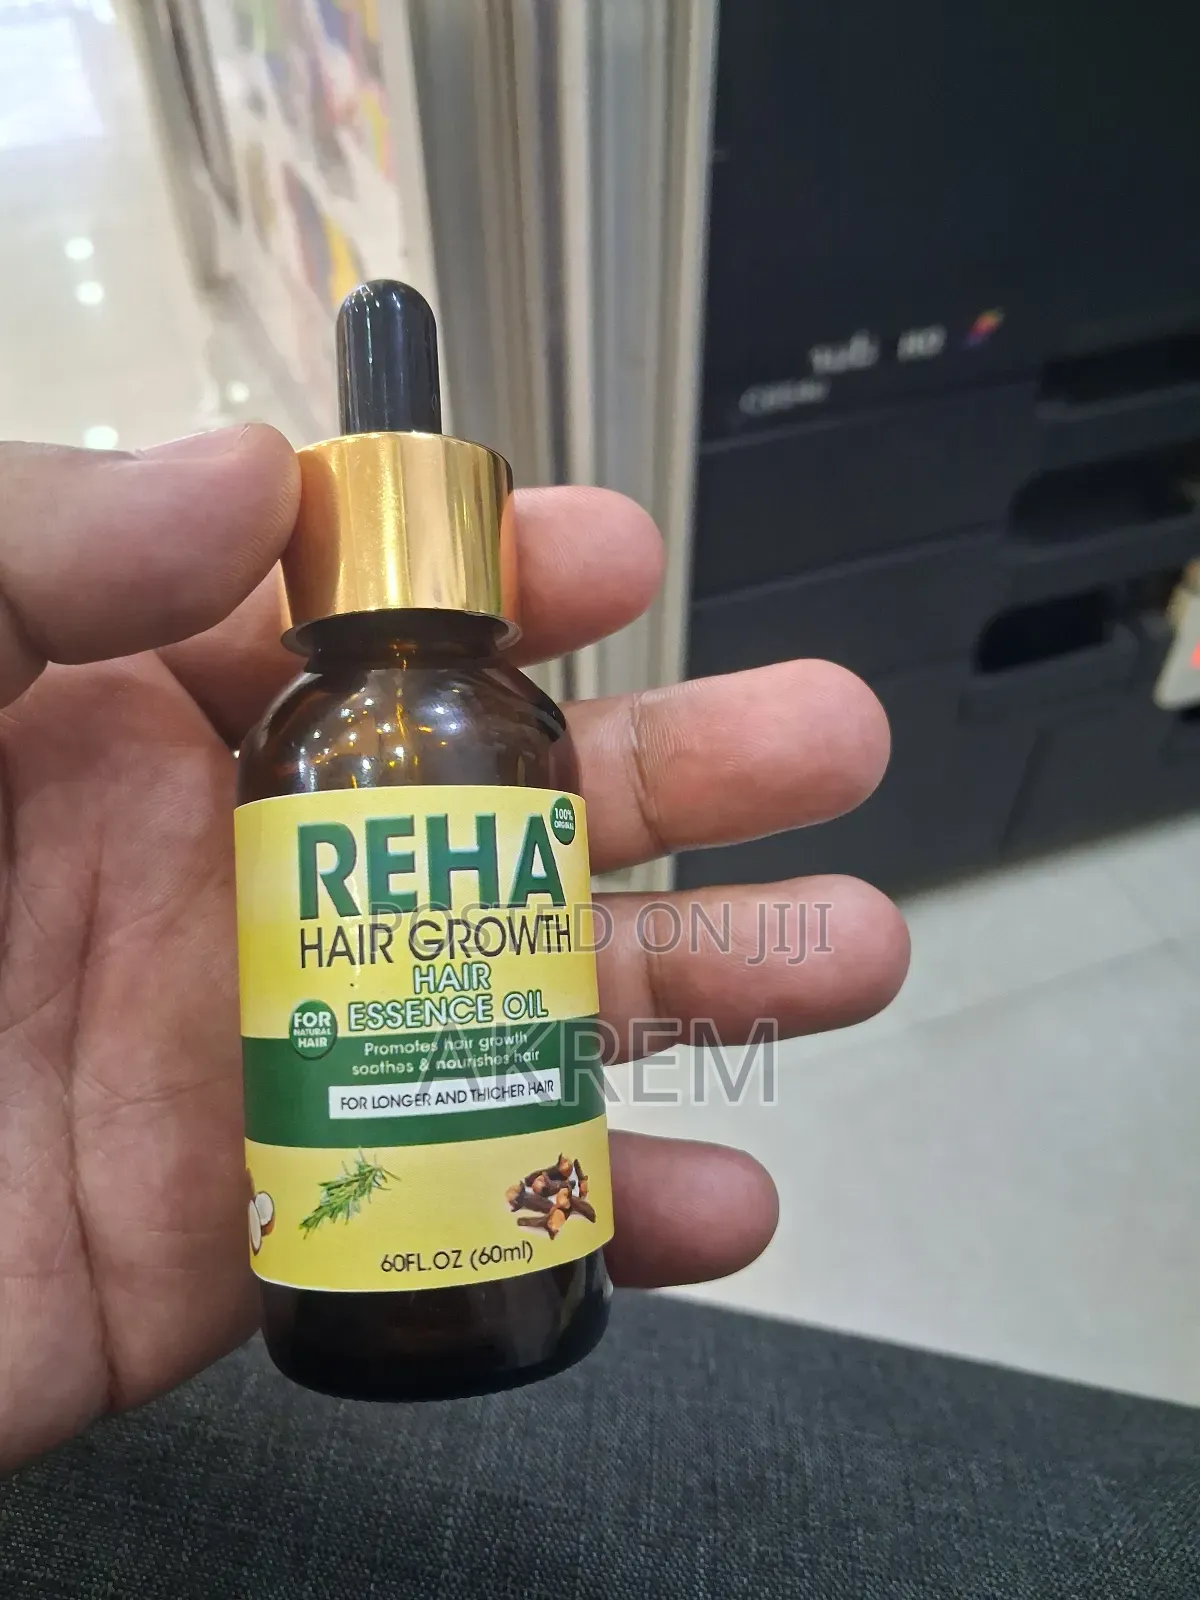 REHA
100%
ORIGINAL
HAIR GROWTH
HAIR
ESSENCE OIL
FOR
NATURAL
HAIR
Promotes hair growth
soothes & nourishes hair
FOR LONGER AND THICHER HAIR
60FL.OZ (60ml)
POSTED ON JIJI
AKREM